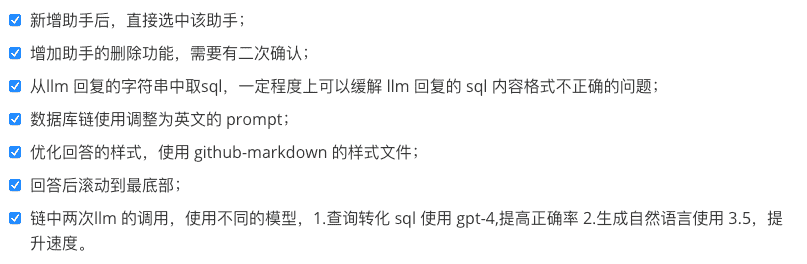 新增助手后，直接选中该助手；
增加助手的删除功能，需要有二次确认；
从llm 回复的字符串中取sql，一定程度上可以缓解 llm 回复的 sql 内容格式不正确的问题；
数据库链使用调整为英文的 prompt；
优化回答的样式，使用 github-markdown 的样式文件；
回答后滚动到最底部；
链中两次llm 的调用，使用不同的模型，1.查询转化 sql 使用 gpt-4,提高正确率 2.生成自然语言使用 3.5，提
升速度。